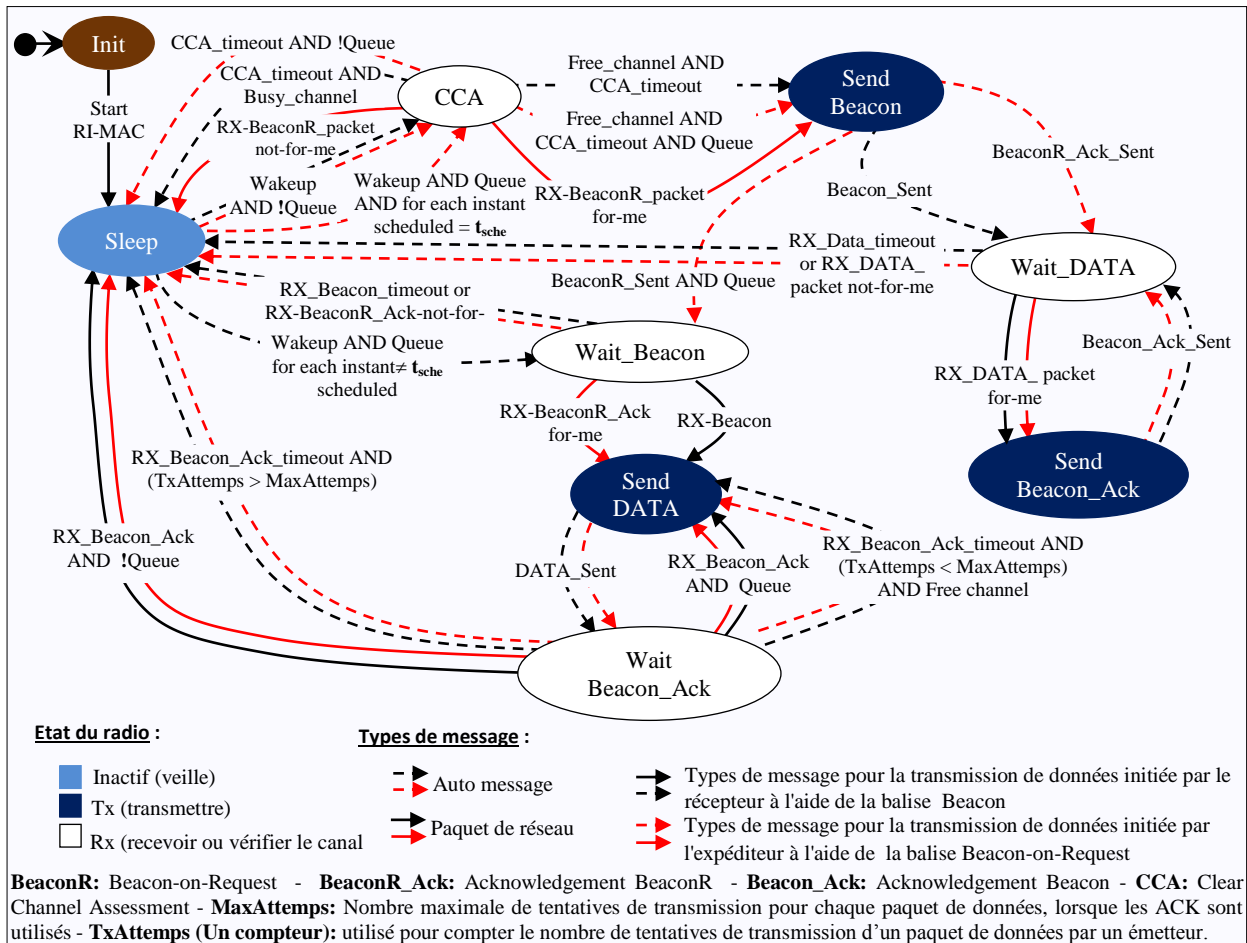 Init
Start
RI-MAC
CCA_timeout AND !Queue
CCA_timeout AND
Busy_channel
RX-BeaconR_packet
not-for-me
Wakeup
AND !Queue
Wakeup AND Queue
AND for each instant
scheduled = tsche
CCA
Free_channel AND
CCA_timeout
Free_channel AND
CCA_timeout AND Queue
RX-BeaconR_packet
for-me
Send
Beacon
BeaconR_Ack_Sent
Beacon_Sent
Sleep
RX_Data_timeout
or RX_DATA_
packet not-for-me
Wait_DATA
BeaconR_Sent AND Queue
RX_Beacon_timeout or
RX-BeaconR_Ack-not-for-
Wakeup AND Queue
for each instant≠ tsche
scheduled
Wait_Beacon
Beacon_Ack_Sent
RX_DATA_ packet
for-me
RX-BeaconR_Ack
for-me
RX-Beacon
Send
Beacon_Ack
RX_Beacon_Ack_timeout AND
(TxAttemps > MaxAttemps)
Send
DATA
RX_Beacon_Ack
AND !Queue
DATA_Sent
RX_Beacon_Ack
AND Queue
RX_Beacon_Ack_timeout AND
(TxAttemps < MaxAttemps)
AND Free channel
Wait
Beacon_Ack
Etat du radio :
Inactif (veille)
Tx (transmettre)
Rx (recevoir ou vérifier le canal
Types de message :
Auto message
Paquet de réseau
Types de message pour la transmission de données initiée par le
récepteur à l'aide de la balise Beacon
Types de message pour la transmission de données initiée par
l'expéditeur à l'aide de la balise Beacon-on-Request
BeaconR: Beacon-on-Request - BeaconR_Ack: Acknowledgement BeaconR - Beacon_Ack: Acknowledgement Beacon - CCA: Clear
Channel Assessment - MaxAttemps: Nombre maximale de tentatives de transmission pour chaque paquet de données, lorsque les ACK sont
utilisés - TxAttemps (Un compteur): utilisé pour compter le nombre de tentatives de transmission d'un paquet de données par un émetteur.